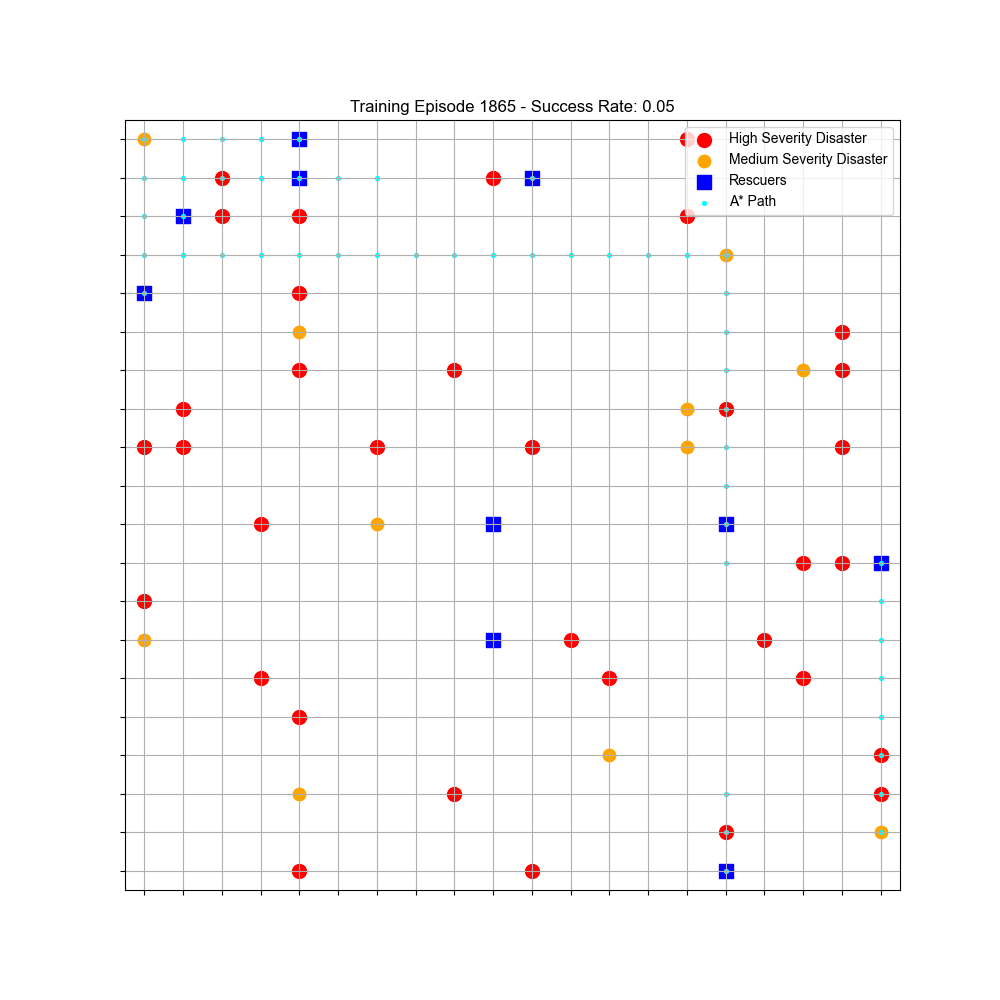 Training Episode 1865 - Success Rate: 0.05
High Severity Disaster
Medium Severity Disaster
Rescuers
A* Path